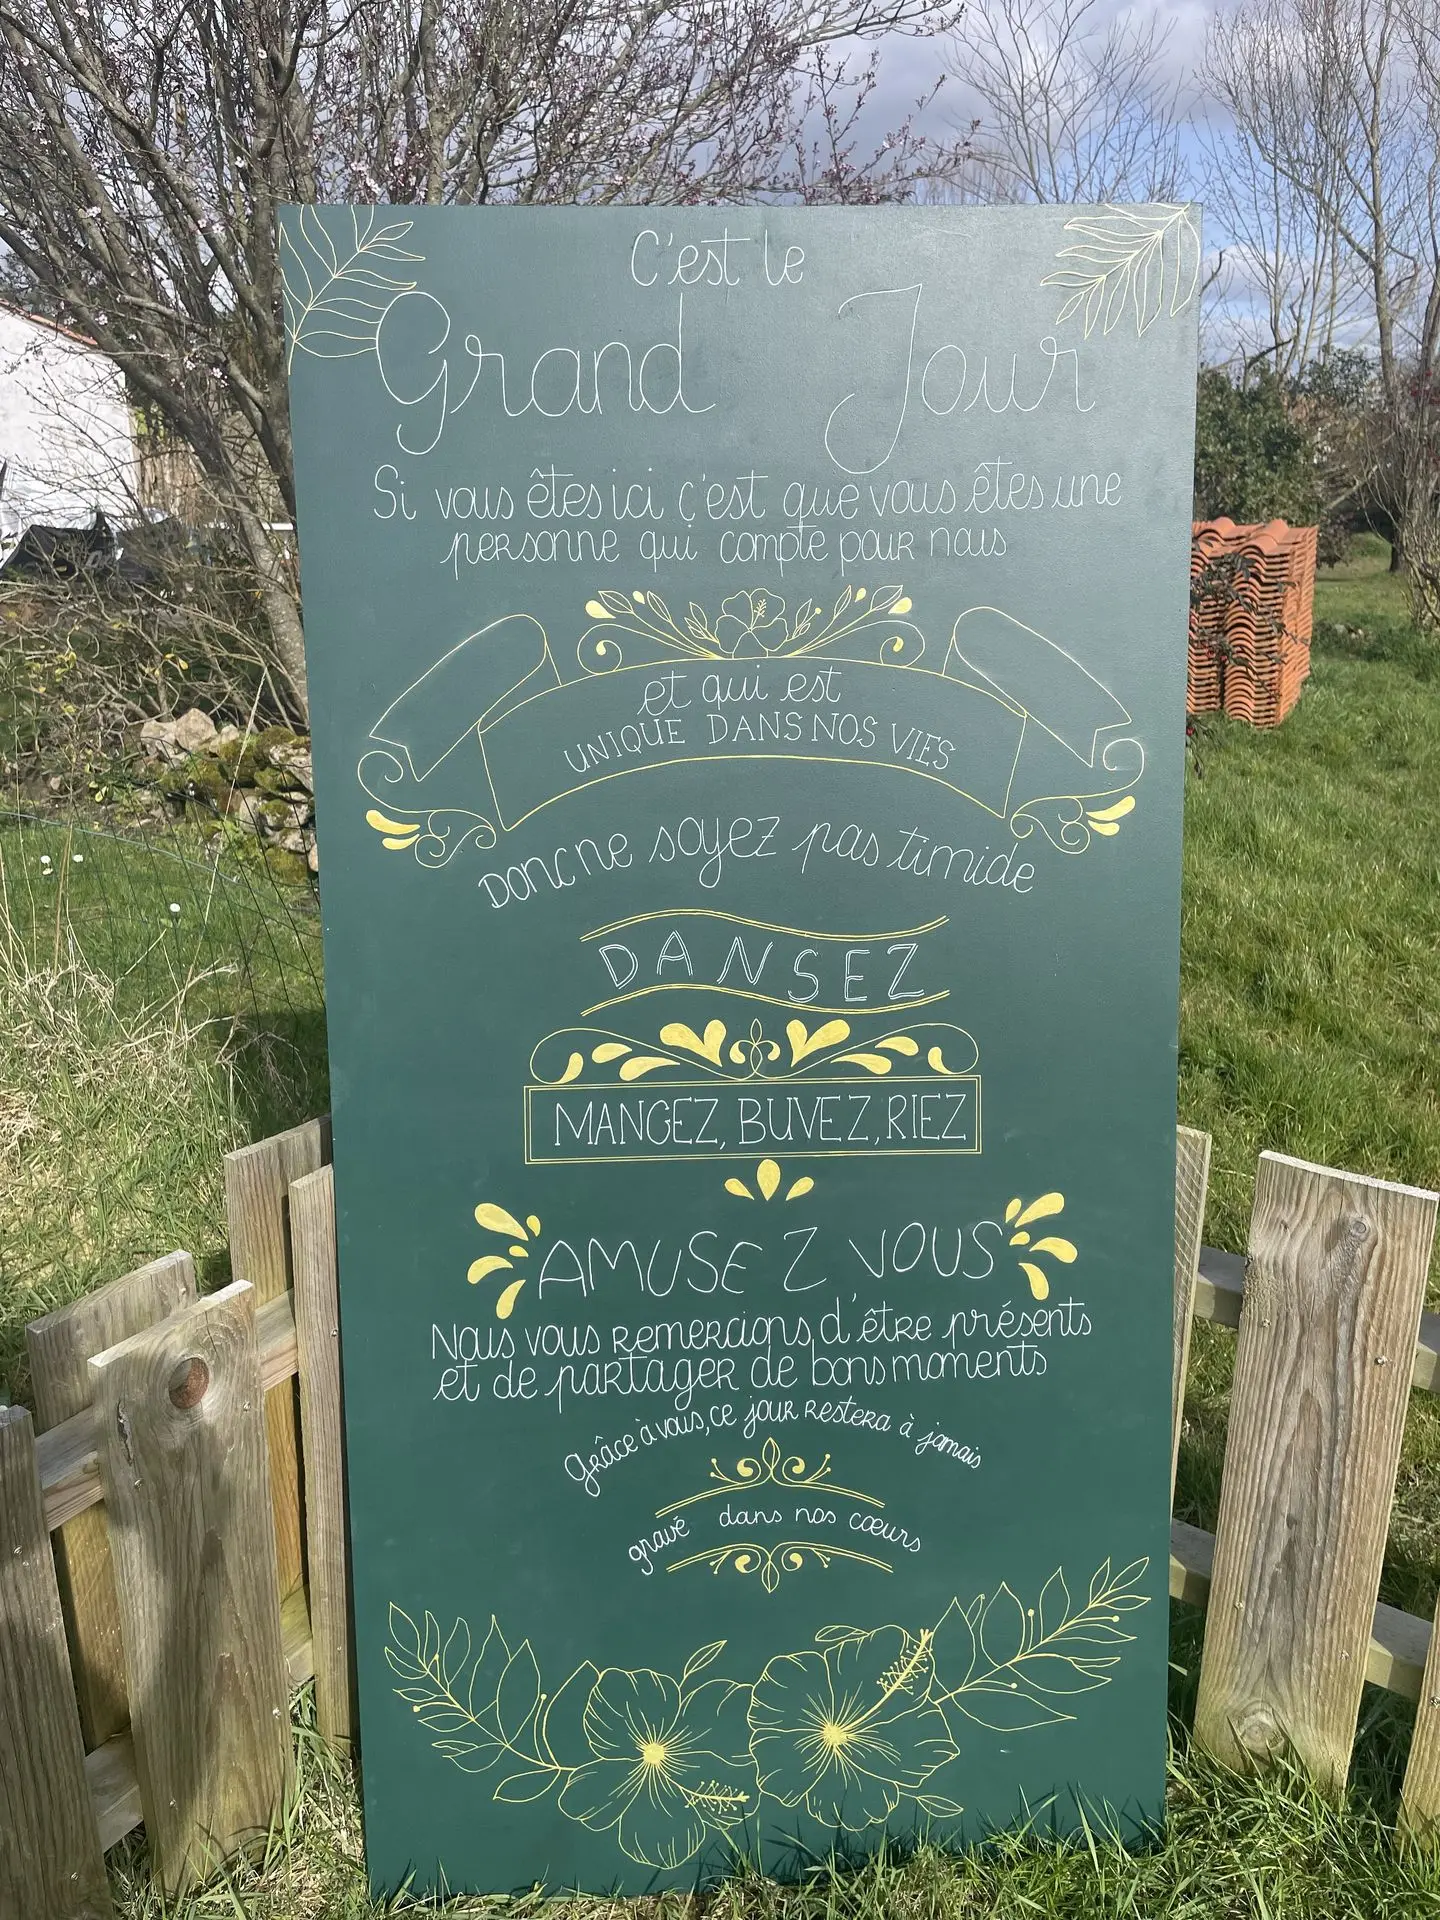 C'est le
Grand Jour
Si vous êtes ici c'est que vous êtes une
personne qui compte pour nous
et qui est
UNIQUE DANS NOS VIES
Donc ne soyez pas timide
DANSEZ
MANGEZ, BUVEZ, RIEZ
AMUSEZ VOUS
Nous vous remercions, d'être présents
et de partager de bons moments
Grâce à vous, ce jour restera à jamais
gravé dans nos cœurs